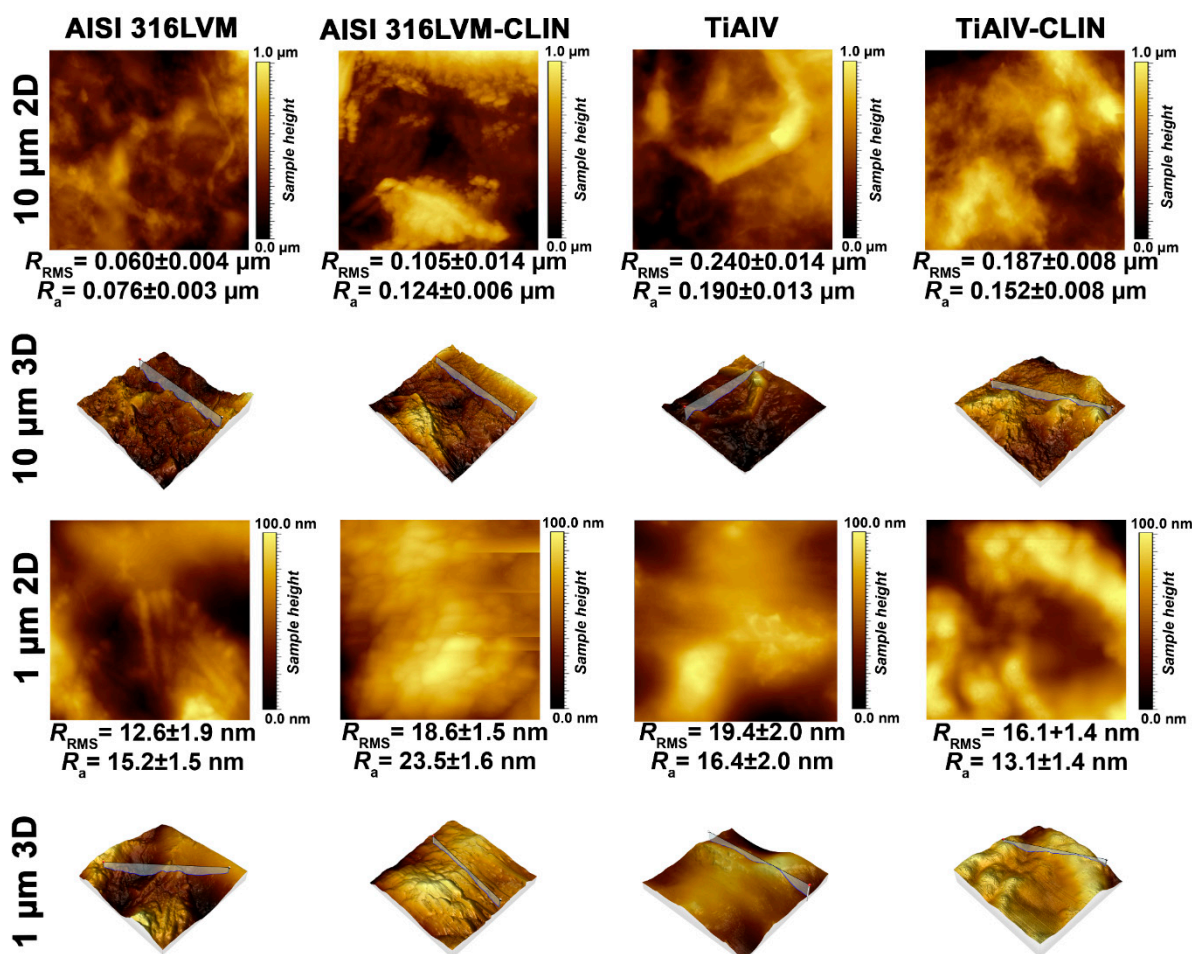 AISI 316LVM
AISI 316LVM-CLIN
TiAlV
TiAlV-CLIN
10 µm 2D
1.0 µm
Sample height
0.0 µm
1.0 µm
Sample height
0.0 µm
1.0 µm
Sample height
0.0 µm
1.0 µm
Sample height
0.0 µm
RRMS= 0.060±0.004 µm
Ra= 0.076±0.003 µm
RRMS= 0.105±0.014 µm
Ra= 0.124±0.006 µm
RRMS= 0.240±0.014 µm
Ra= 0.190±0.013 µm
RRMS= 0.187±0.008 µm
Ra= 0.152±0.008 µm
10 µm 3D
1 µm 2D
100.0 nm
Sample height
0.0 nm
100.0 nm
Sample height
0.0 nm
100.0 nm
Sample height
0.0 nm
100.0 nm
Sample height
0.0 nm
RRMS= 12.6±1.9 nm
Ra= 15.2±1.5 nm
RRMS= 18.6±1.5 nm
Ra= 23.5±1.6 nm
RRMS= 19.4±2.0 nm
Ra= 16.4±2.0 nm
RRMS= 16.1+1.4 nm
Ra= 13.1±1.4 nm
1 µm 3D